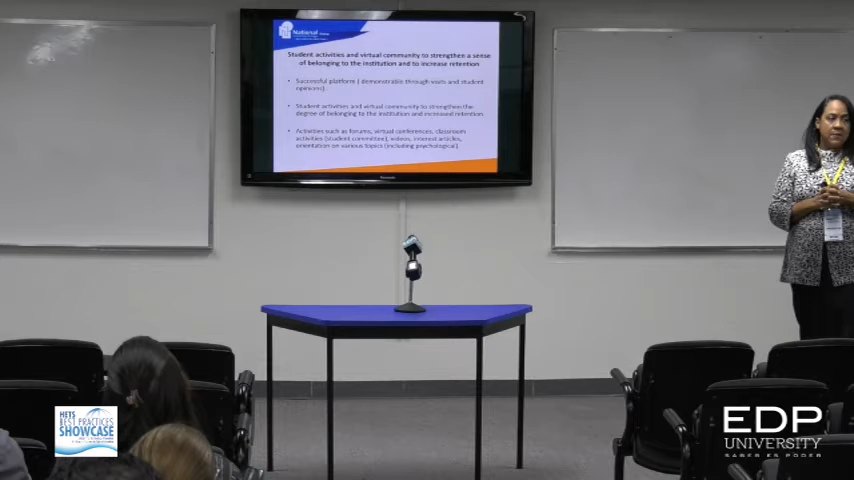 National
Student activities and virtual community to strengthen a sense
of belonging to the institution and to increase retention
• Successful platform ( demonstrable through visits and student
opinions).
• Student activities and virtual community to strengthen the
degree of belonging to the institution and increased retention.
• Activities such as forums, virtual conferences, classroom
activities (student committee), videos, interest articles,
orientation on various topics (including psychological).
HETS
BEST PRACTICES
SHOWCASE
EDP
UNIVERSITY
SABER ES PODER